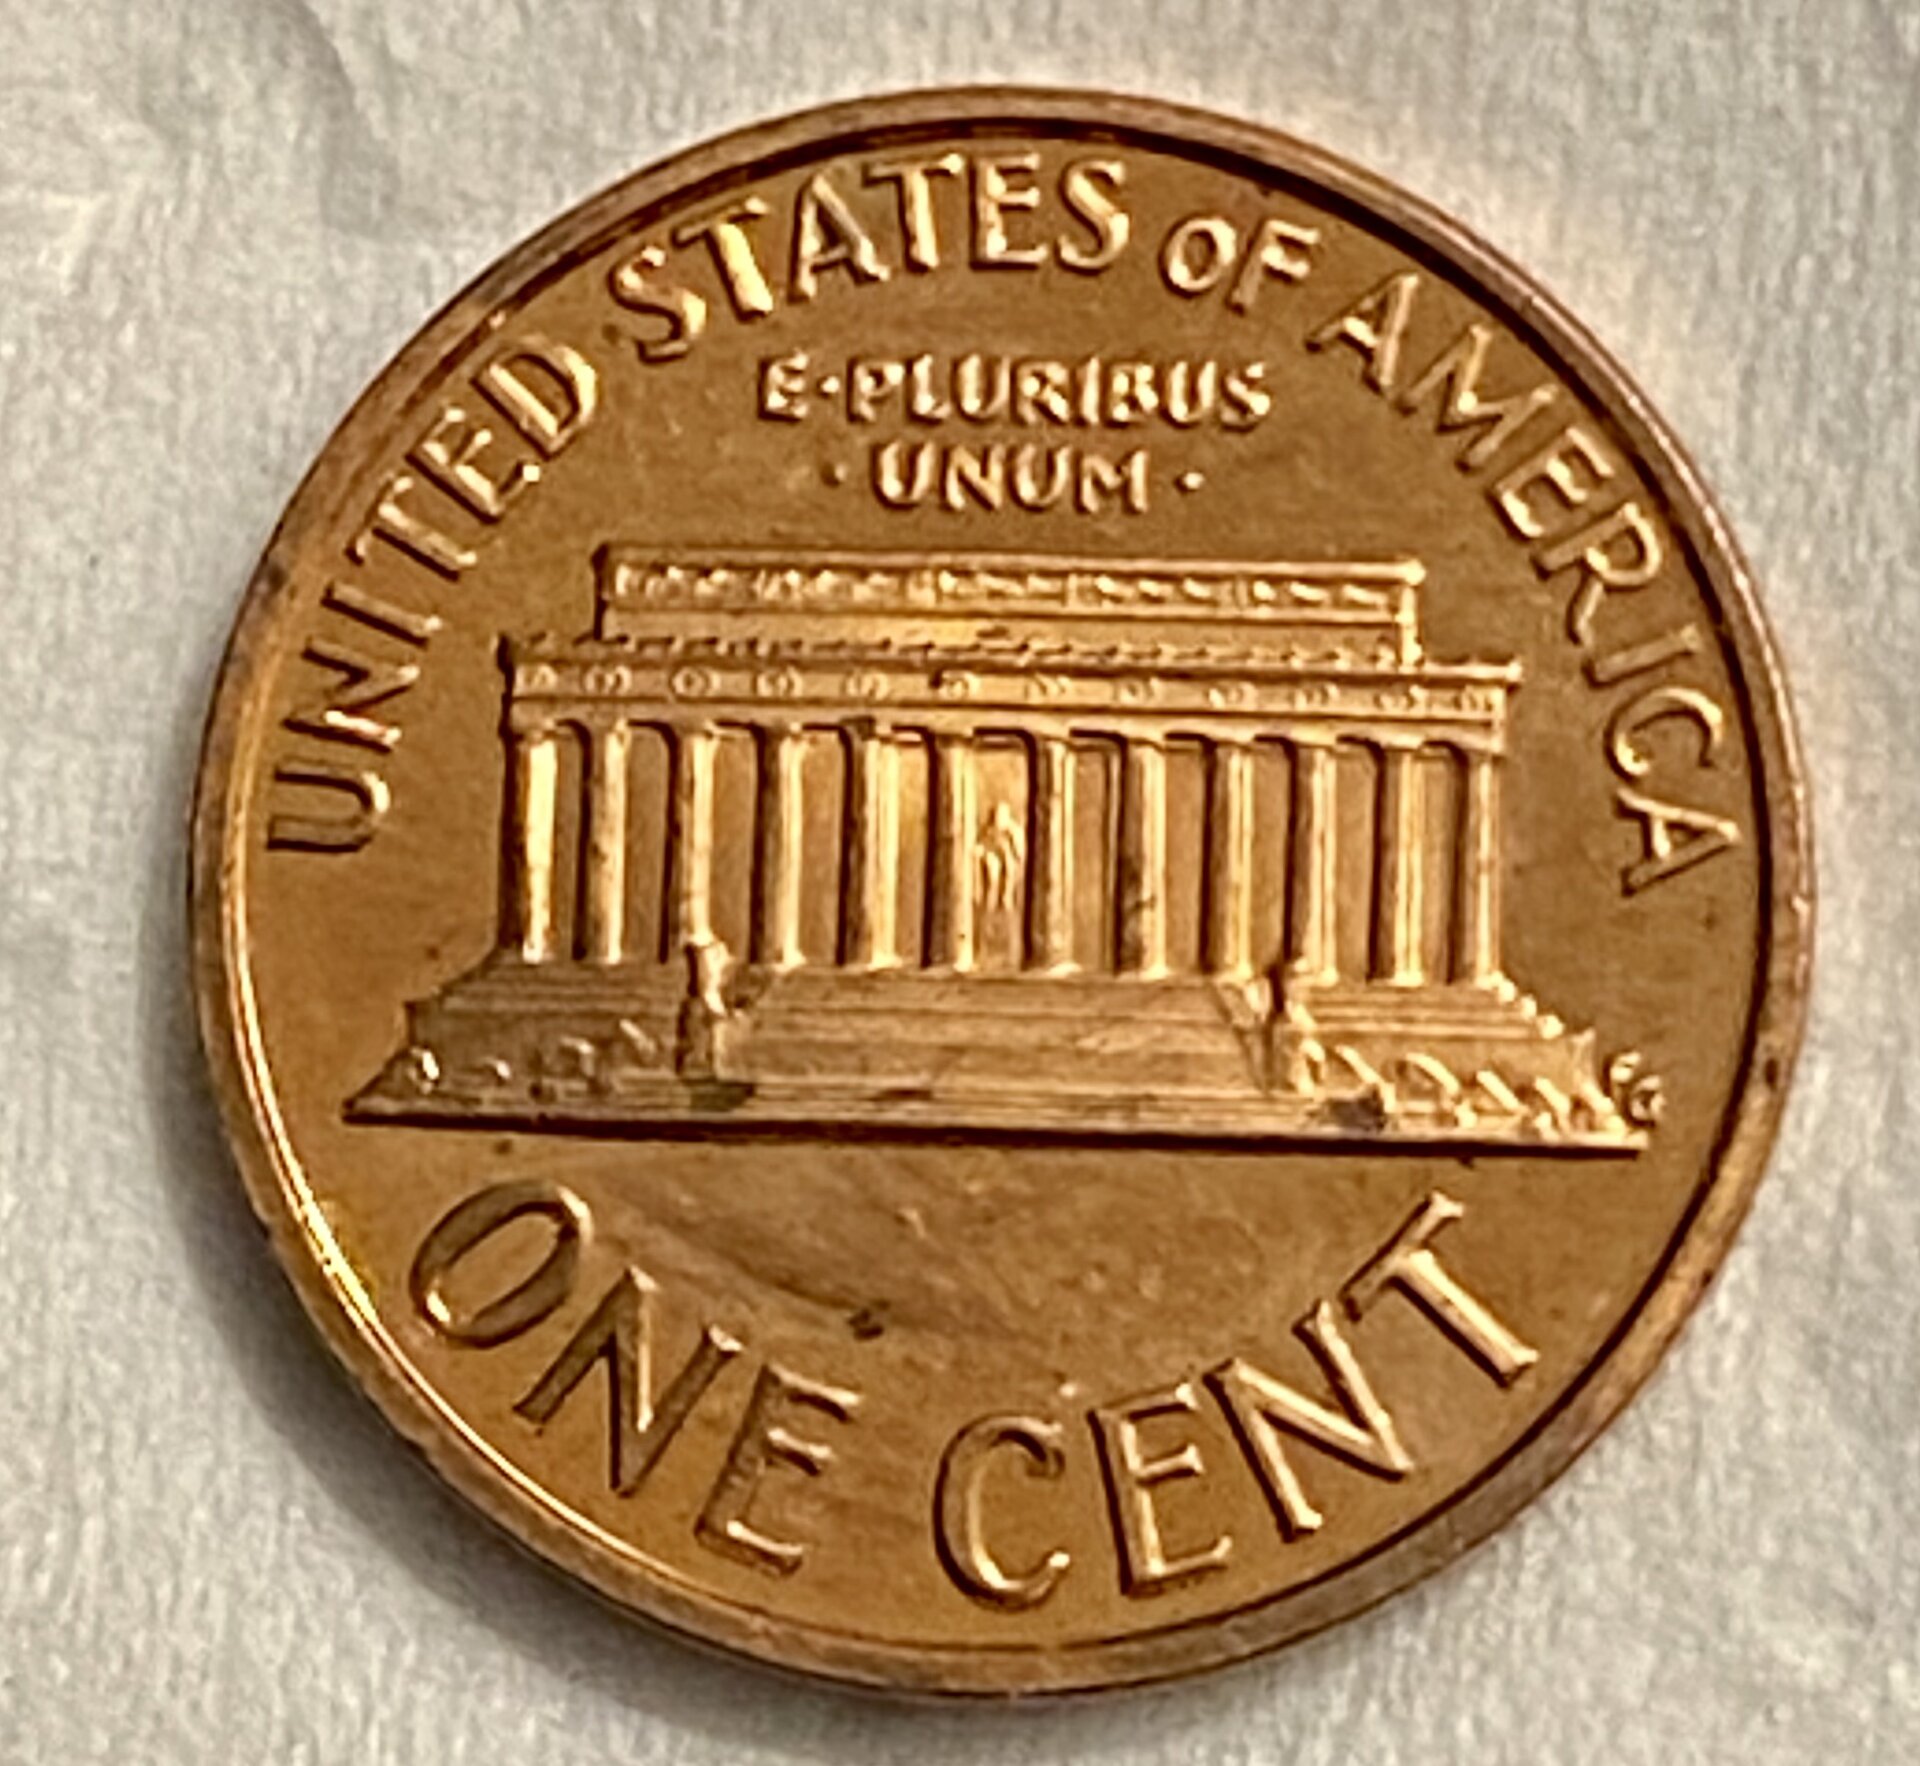 UNITED STATES OF AMERICA
E·PLURIBUS
·UNUM·
ONE CENT